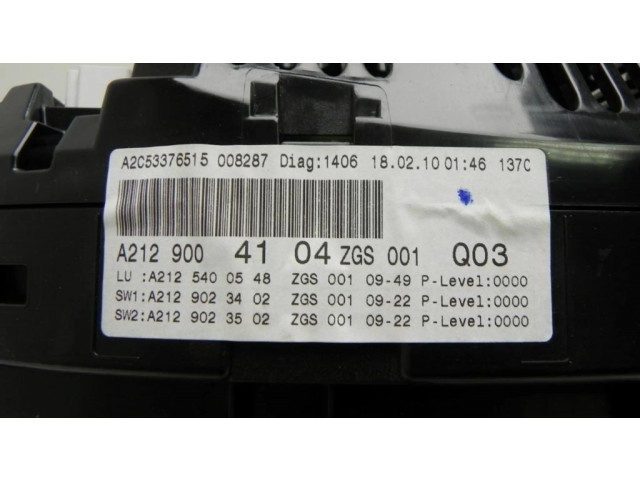 A2C53376515 008287 Diag:1406 18.02.10 01:46 137C
A212 900 41 04 ZGS 001 Q03
LU :A212 540 05 48 ZGS 001 09-49 P-Level:0000
SW1:A212 902 34 02 ZGS 001 09-22 P-Level:0000
SW2:A212 902 35 02 ZGS 001 09-22 P-Level:0000